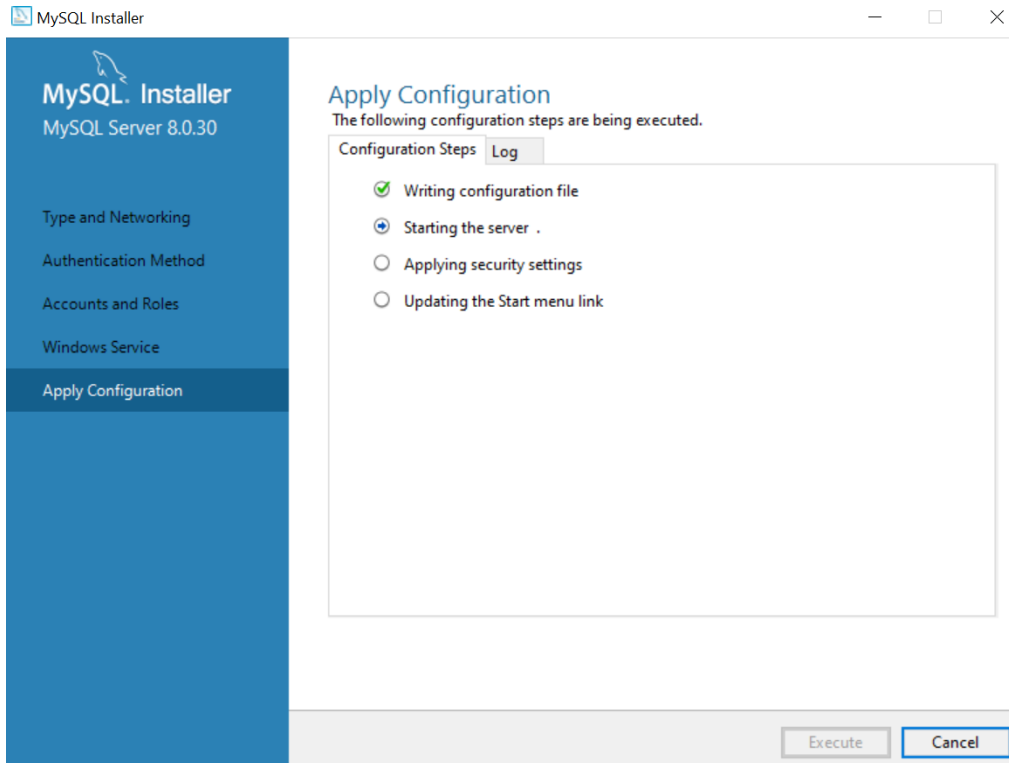 MySQL Installer
MySQL. Installer
MySQL Server 8.0.30
Type and Networking
Authentication Method
Accounts and Roles
Windows Service
Apply Configuration
Apply Configuration
The following configuration steps are being executed.
Configuration Steps Log
Writing configuration file
Starting the server .
Applying security settings
Updating the Start menu link
Execute Cancel